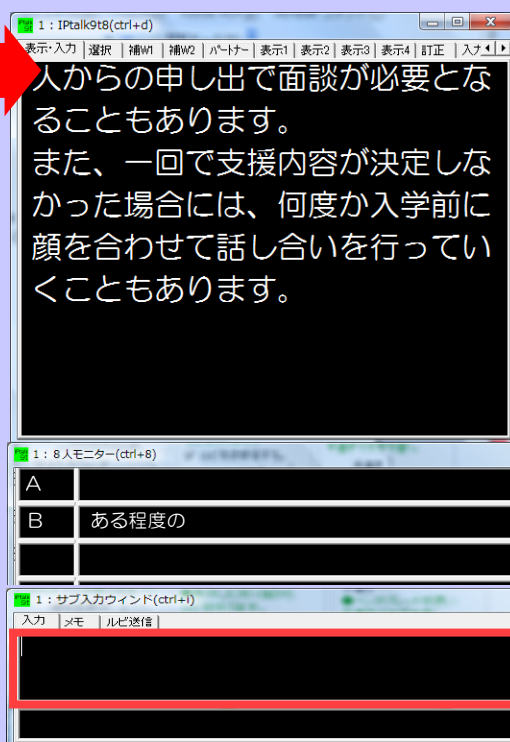 1：IPtalk9t8(ctrl+d)
表示・入力 選択 補W1 補W2 パートナー 表示1 表示2 表示3 表示4 訂正 入力
人からの申し出で面談が必要とな
ることもあります。
また、一回で支援内容が決定しな
かった場合には、何度か入学前に
顔を合わせて話し合いを行ってい
くこともあります。
1：8人モニター(ctrl+8)
A
B ある程度の
1：サブ入力ウィンド(ctrl+i)
入力 メモ ルビ送信